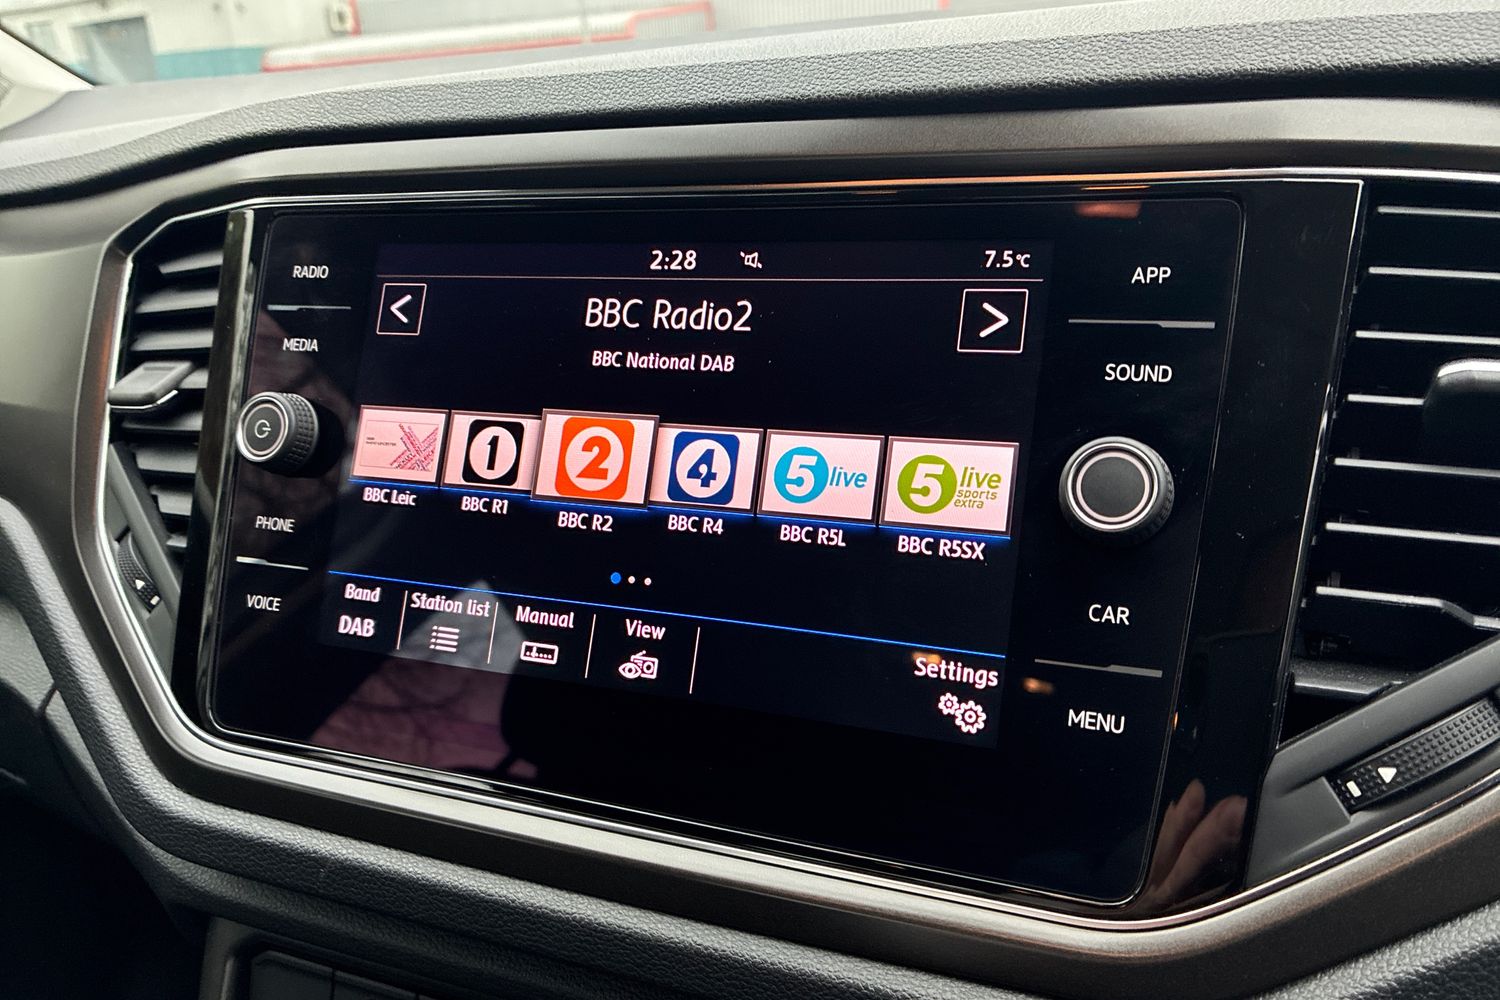 2:28
7.5°C
RADIO
APP
BBC Radio2
MEDIA
BBC National DAB
SOUND
1
2
4
5 live
5 live sports extra
BBC Leic
BBC R1
BBC R2
BBC R4
BBC R5L
BBC R5SX
PHONE
VOICE
CAR
Band
DAB
Station list
Manual
View
Settings
MENU